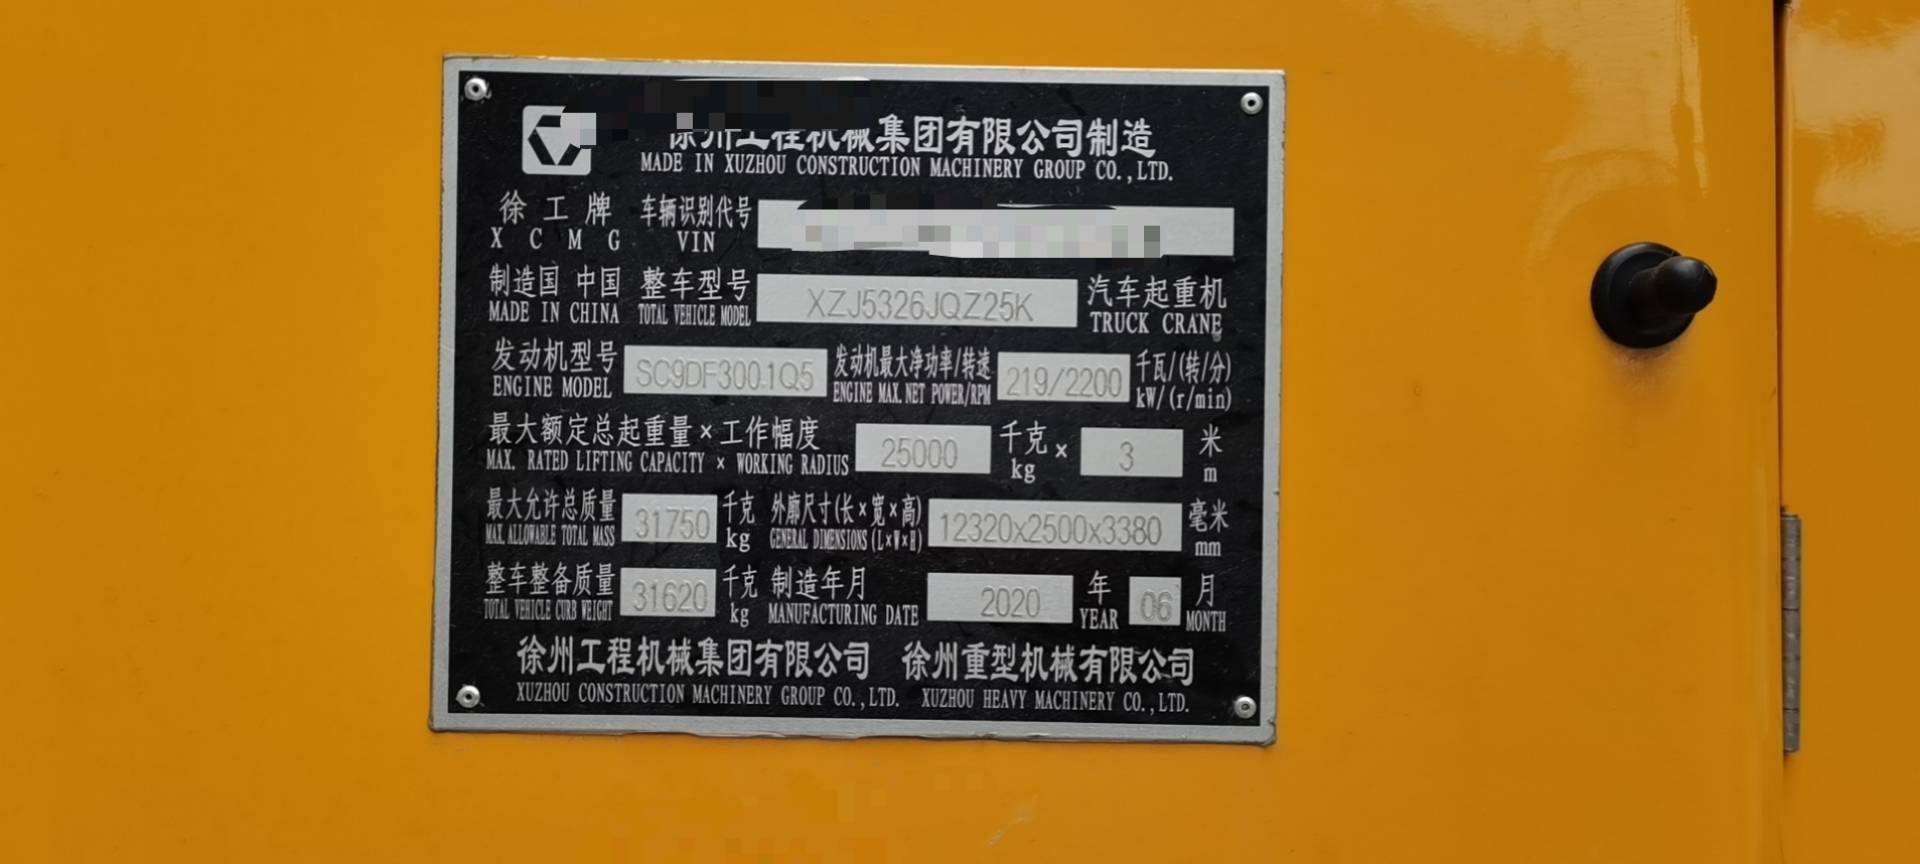 徐州工程机械集团有限公司制造
MADE IN XUZHOU CONSTRUCTION MACHINERY GROUP CO.,LTD.
徐工牌 车辆识别代号
XCMG VIN
制造国 中国 整车型号 XZJ5326JQZ25K 汽车起重机
MADE IN CHINA TOTAL VEHICLE MODEL TRUCK CRANE
发动机型号 SC9DF300.1Q5 发动机最大净功率/转速 219/2200 千瓦/(转/分)
ENGINE MODEL ENGINE MAX.NET POWER/RPM kW/(r/min)
最大额定总起重量×工作幅度 25000 千克 × 3 米
MAX. RATED LIFTING CAPACITY × WORKING RADIUS kg m
最大允许总质量 31750 千克 外廓尺寸(长×宽×高) 12320x2500x3380 毫米
MAX.ALLOWABLE TOTAL MASS kg GENERAL DIMENSIONS(L×W×H) mm
整车整备质量 31620 千克 制造年月 2020 年 06 月
TOTAL VEHICLE CURB WEIGHT kg MANUFACTURING DATE YEAR MONTH
徐州工程机械集团有限公司 徐州重型机械有限公司
XUZHOU CONSTRUCTION MACHINERY GROUP CO.,LTD. XUZHOU HEAVY MACHINERY CO.,LTD.